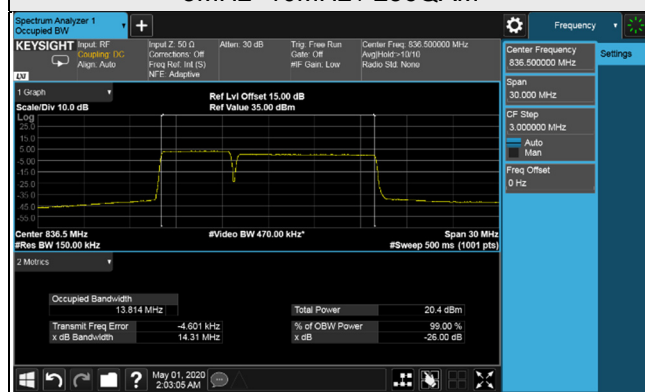 Spectrum Analyzer 1
Occupied BW
Frequency
KEYSIGHT
Input: RF
Coupling: DC
Align: Auto
Input Z: 50 Ω
Corrections: Off
Freq Ref: Int (S)
NFE: Adaptive
Atten: 30 dB
Trig: Free Run
Gate: Off
#IF Gain: Low
Center Freq: 836.500000 MHz
Avg|Hold:>10/10
Radio Std: None
LXI
Center Frequency
836.500000 MHz
Settings
Span
30.000 MHz
CF Step
3.000000 MHz
Auto
Man
Freq Offset
0 Hz
1 Graph
Scale/Div 10.0 dB
Ref Lvl Offset 15.00 dB
Ref Value 35.00 dBm
Log
25.0
15.0
5.00
-5.00
-15.0
-25.0
-35.0
-45.0
-55.0
Center 836.5 MHz
#Res BW 150.00 kHz
#Video BW 470.00 kHz*
Span 30 MHz
#Sweep 500 ms (1001 pts)
2 Metrics
Occupied Bandwidth
13.814 MHz
Total Power 20.4 dBm
Transmit Freq Error -4.601 kHz
% of OBW Power 99.00 %
x dB Bandwidth 14.31 MHz
x dB -26.00 dB
May 01, 2020
2:03:05 AM